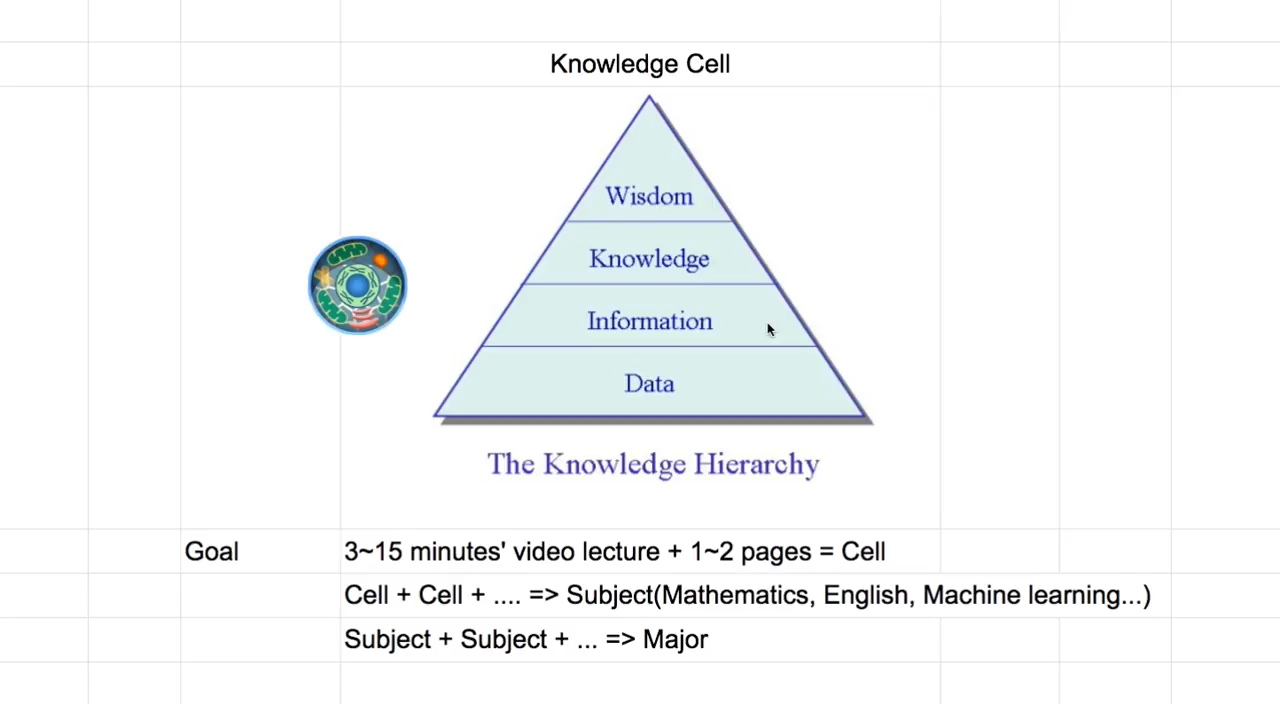 Knowledge Cell
Wisdom
Knowledge
Information
Data
The Knowledge Hierarchy
Goal
3~15 minutes' video lecture + 1~2 pages = Cell
Cell + Cell + .... => Subject(Mathematics, English, Machine learning...)
Subject + Subject + ... => Major